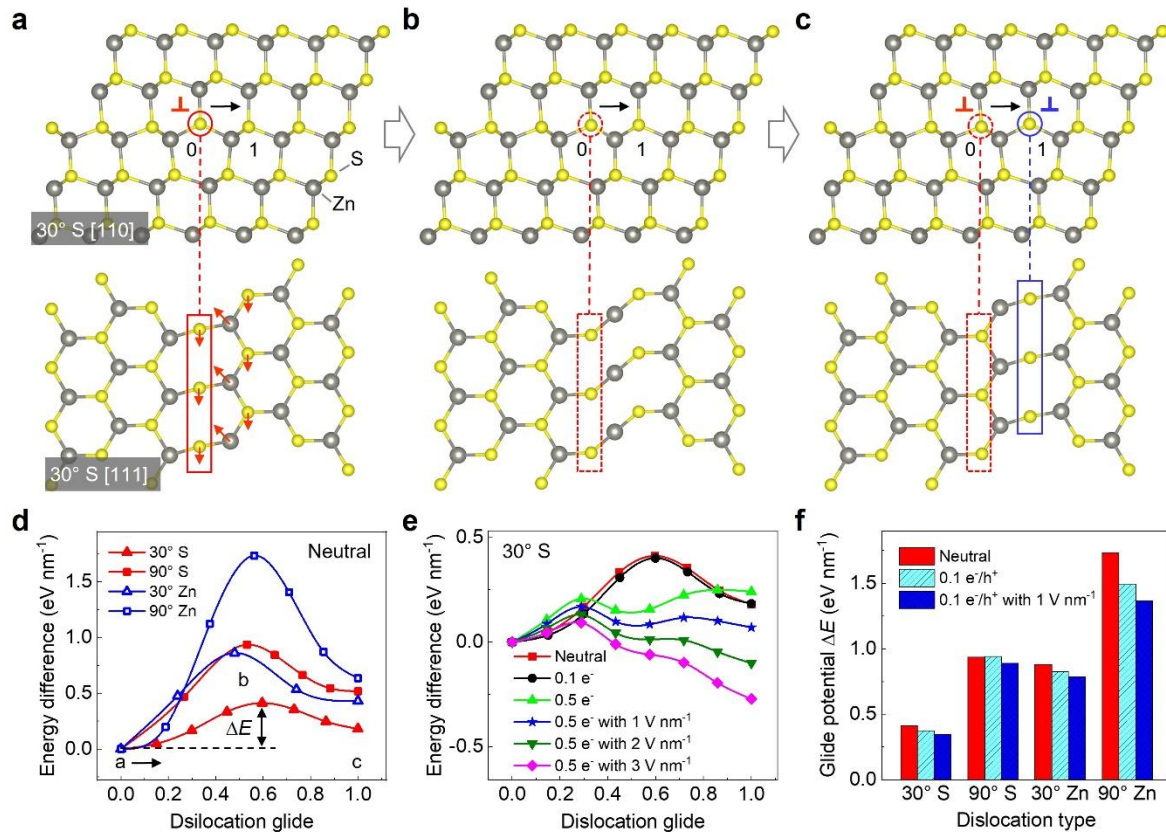 a
b
c
⊥
0
1
S
Zn
30° S [110]
0
1
⊥
⊥
0
1
30° S [111]
d
Energy difference (eV nm⁻¹)
1.5
1.0
0.5
0.0
30° S
90° S
30° Zn
90° Zn
Neutral
b
ΔE
a
c
0.0 0.2 0.4 0.6 0.8 1.0
Dsilocation glide
e
Energy difference (eV nm⁻¹)
0.5
0.0
-0.5
30° S
Neutral
0.1 e⁻
0.5 e⁻
0.5 e⁻ with 1 V nm⁻¹
0.5 e⁻ with 2 V nm⁻¹
0.5 e⁻ with 3 V nm⁻¹
0.0 0.2 0.4 0.6 0.8 1.0
Dsilocation glide
f
Glide potential ΔE (eV nm⁻¹)
1.5
1.0
0.5
0.0
Neutral
0.1 e⁻/h⁺
0.1 e⁻/h⁺ with 1 V nm⁻¹
30° S 90° S 30° Zn 90° Zn
Dislocation type